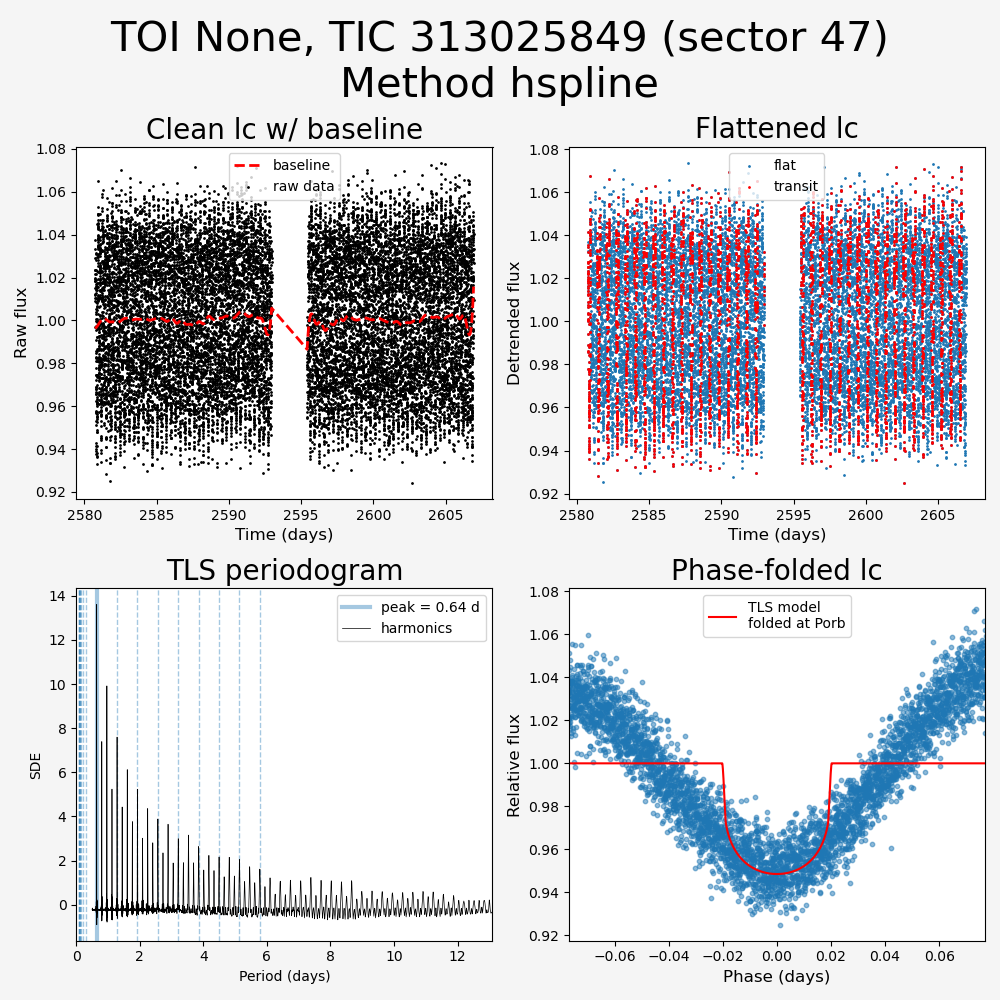 TOI None, TIC 313025849 (sector 47)
Method hspline
Clean lc w/ baseline
Flattened lc
1.08
1.06
1.04
1.02
1.00
0.98
0.96
0.94
0.92
Raw flux
baseline
raw data
2580
2585
2590
2595
2600
2605
Time (days)
1.08
1.06
1.04
1.02
1.00
0.98
0.96
0.94
0.92
Detrended flux
flat
transit
2580
2585
2590
2595
2600
2605
Time (days)
TLS periodogram
Phase-folded lc
14
12
10
8
6
4
2
0
SDE
peak = 0.64 d
harmonics
0
2
4
6
8
10
12
Period (days)
1.08
1.06
1.04
1.02
1.00
0.98
0.96
0.94
0.92
Relative flux
TLS model
folded at Porb
−0.06
−0.04
−0.02
0.00
0.02
0.04
0.06
Phase (days)